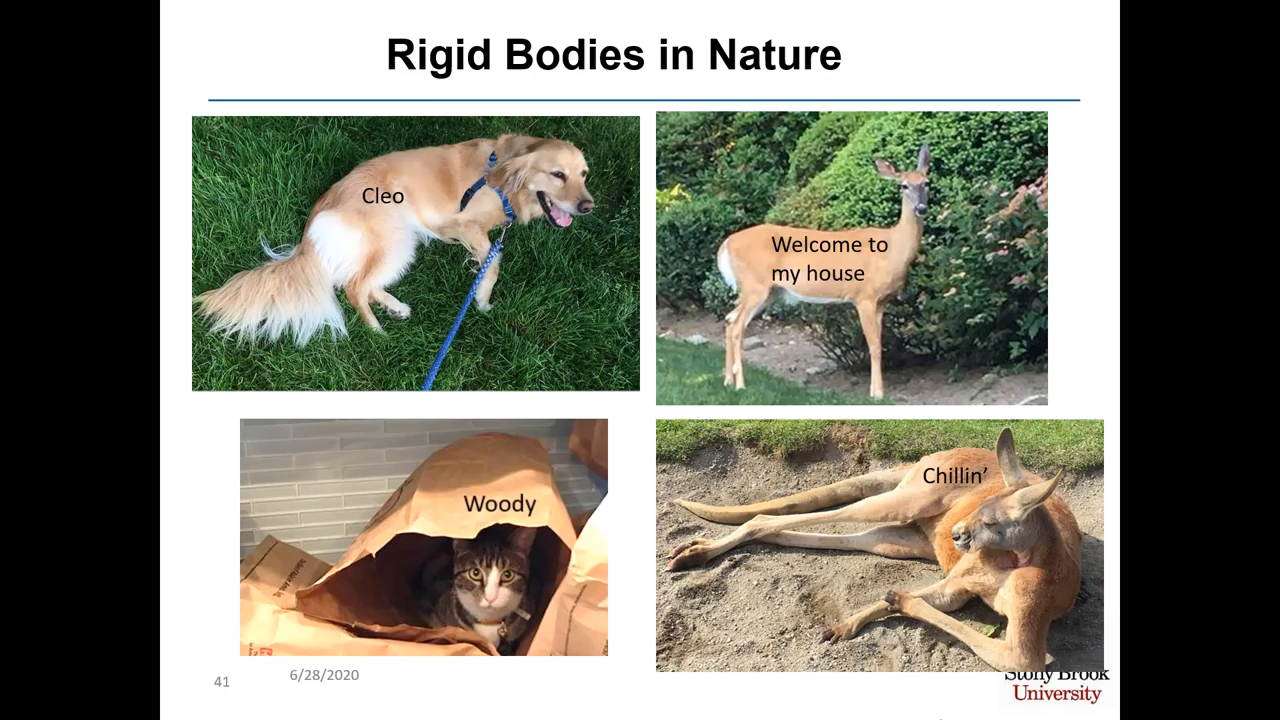 Rigid Bodies in Nature
Cleo
Welcome to
my house
Woody
Chillin’
41
6/28/2020
Stony Brook
University